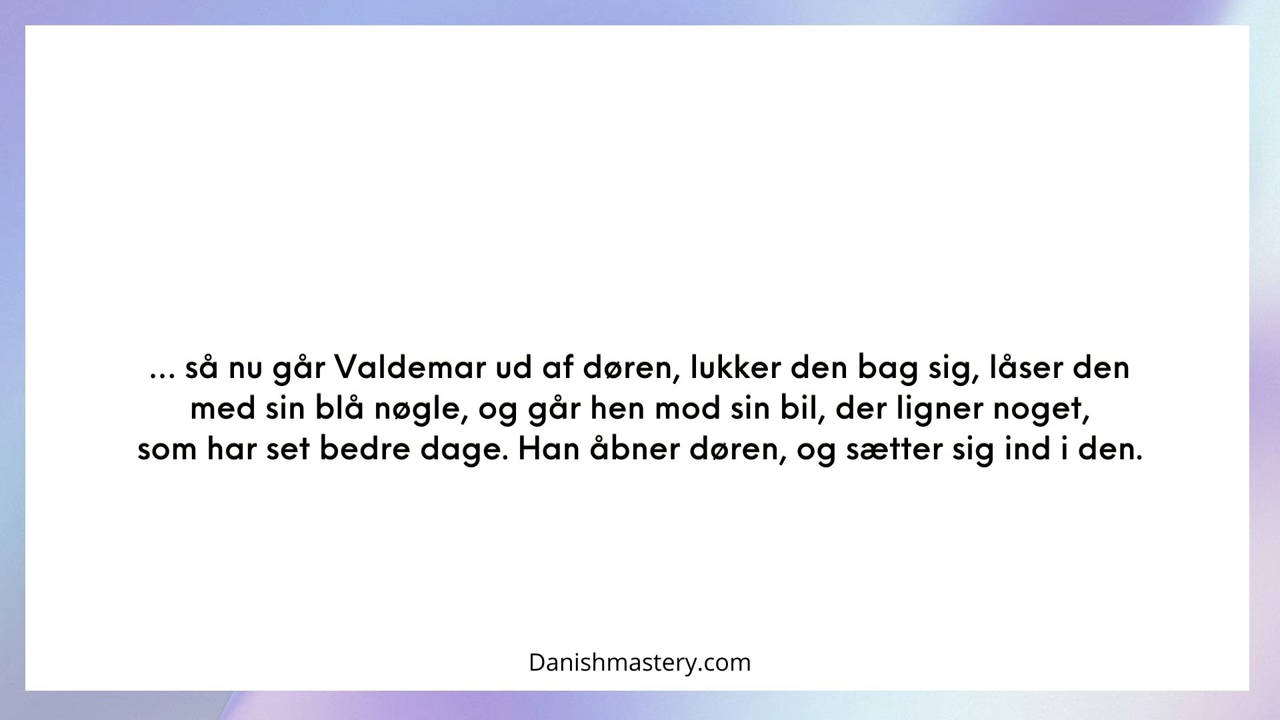 ... så nu går Valdemar ud af døren, lukker den bag sig, låser den
med sin blå nøgle, og går hen mod sin bil, der ligner noget,
som har set bedre dage. Han åbner døren, og sætter sig ind i den.
Danishmastery.com